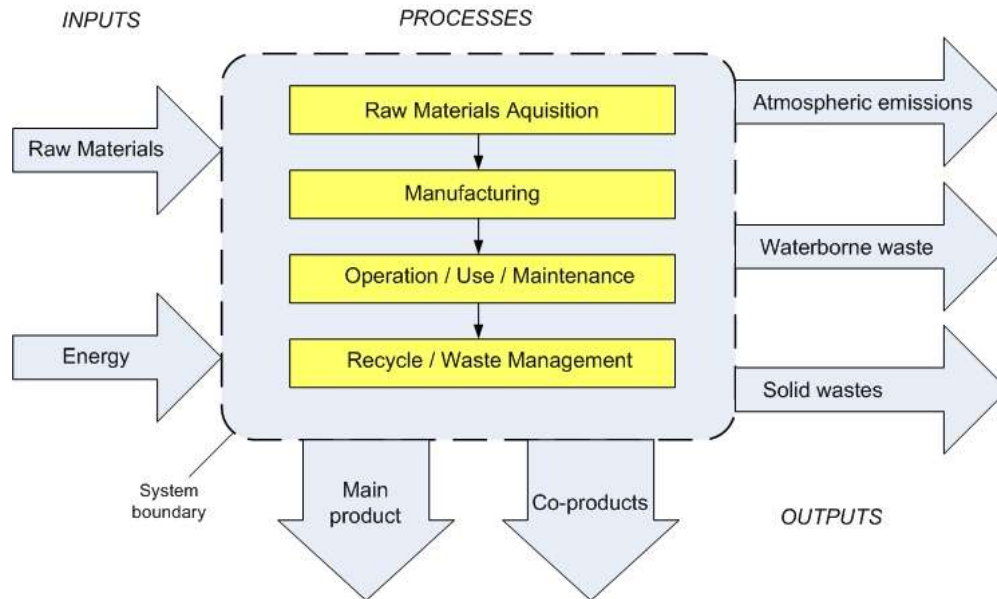 INPUTS
PROCESSES
Raw Materials
Energy
Raw Materials Aquisition
Manufacturing
Operation / Use / Maintenance
Recycle / Waste Management
Atmospheric emissions
Waterborne waste
Solid wastes
System
boundary
Main
product
Co-products
OUTPUTS